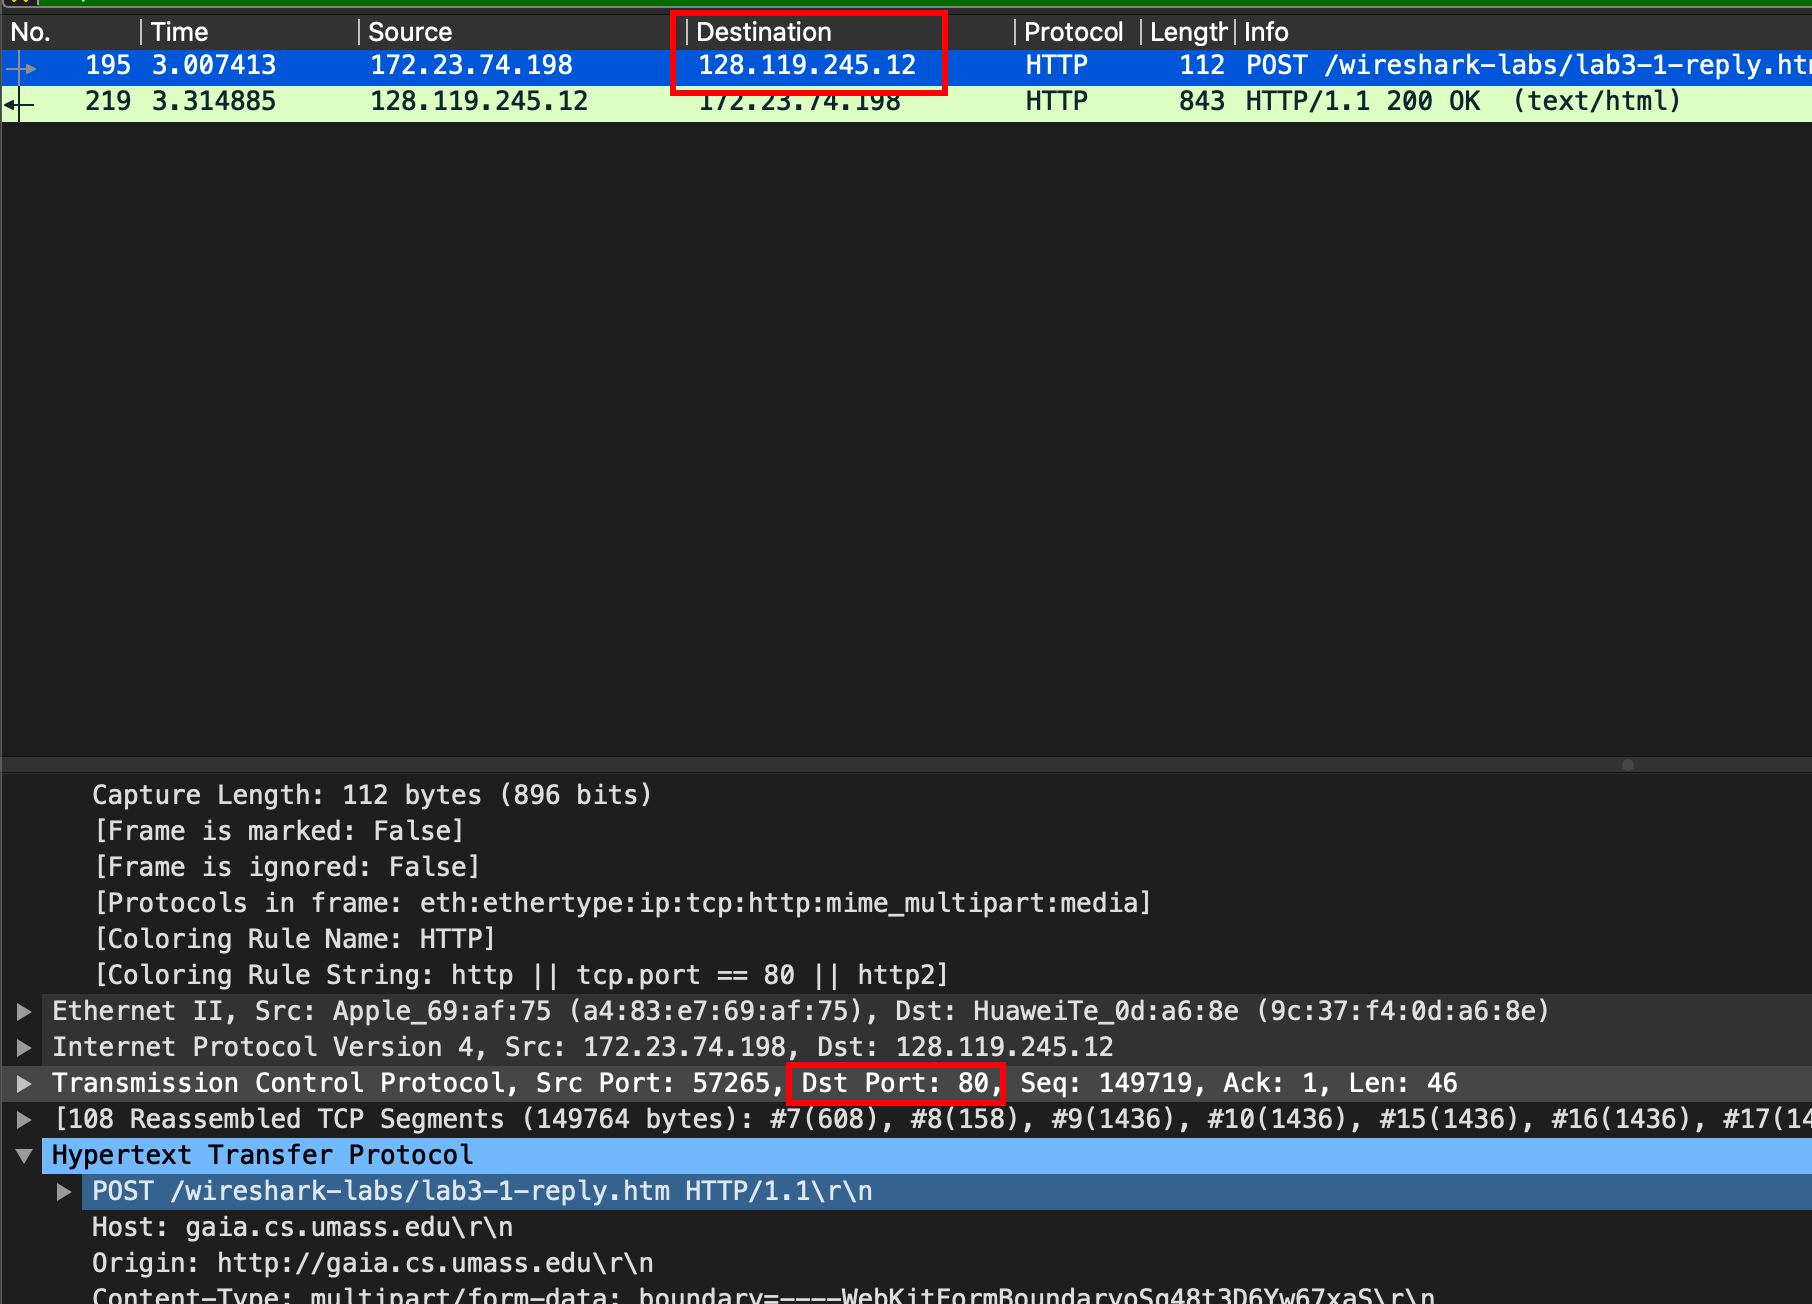 No. Time Source Destination Protocol Length Info
195 3.007413 172.23.74.198 128.119.245.12 HTTP 112 POST /wireshark-labs/lab3-1-reply.htm
219 3.314885 128.119.245.12 172.23.74.198 HTTP 843 HTTP/1.1 200 OK (text/html)
Capture Length: 112 bytes (896 bits)
[Frame is marked: False]
[Frame is ignored: False]
[Protocols in frame: eth:ethertype:ip:tcp:http:mime_multipart:media]
[Coloring Rule Name: HTTP]
[Coloring Rule String: http || tcp.port == 80 || http2]
Ethernet II, Src: Apple_69:af:75 (a4:83:e7:69:af:75), Dst: HuaweiTe_0d:a6:8e (9c:37:f4:0d:a6:8e)
Internet Protocol Version 4, Src: 172.23.74.198, Dst: 128.119.245.12
Transmission Control Protocol, Src Port: 57265, Dst Port: 80, Seq: 149719, Ack: 1, Len: 46
[108 Reassembled TCP Segments (149764 bytes): #7(608), #8(158), #9(1436), #10(1436), #15(1436), #16(1436), #17(14
Hypertext Transfer Protocol
POST /wireshark-labs/lab3-1-reply.htm HTTP/1.1\r\n
Host: gaia.cs.umass.edu\r\n
Origin: http://gaia.cs.umass.edu\r\n
Content-Type: multipart/form-data; boundary=----WebKitFormBoundaryoSg48t3D6Yw67xaS\r\n